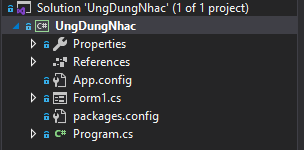 Solution 'UngDungNhac' (1 of 1 project)
C# UngDungNhac
Properties
References
App.config
Form1.cs
packages.config
C# Program.cs